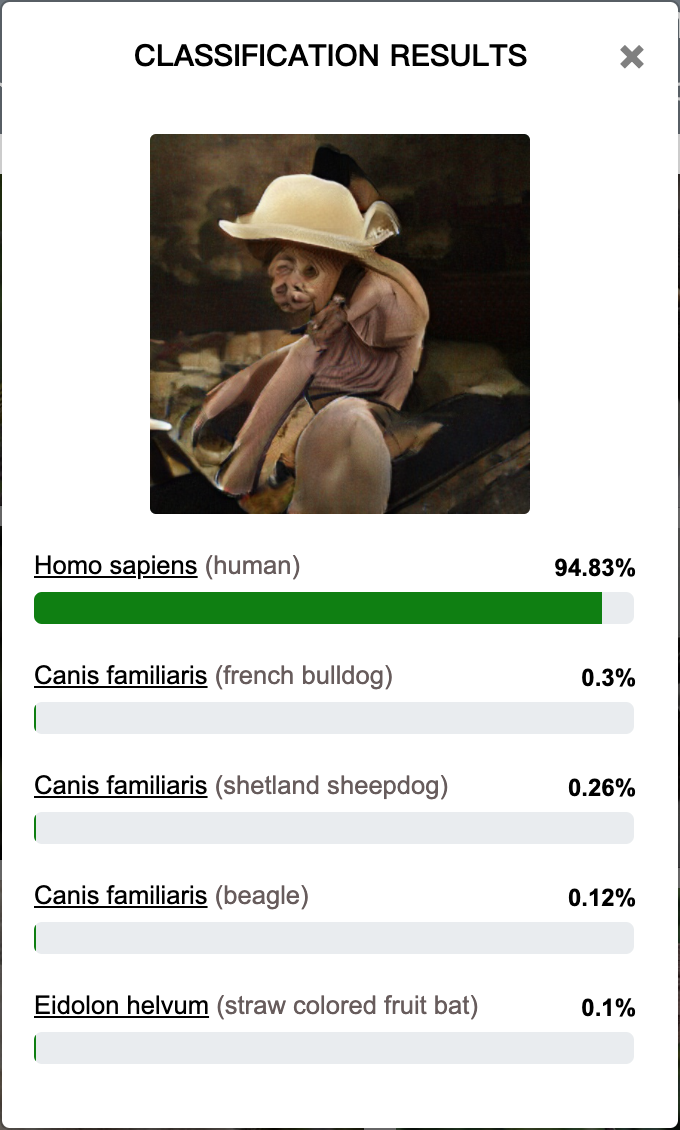 CLASSIFICATION RESULTS
Homo sapiens (human) 94.83%
Canis familiaris (french bulldog) 0.3%
Canis familiaris (shetland sheepdog) 0.26%
Canis familiaris (beagle) 0.12%
Eidolon helvum (straw colored fruit bat) 0.1%